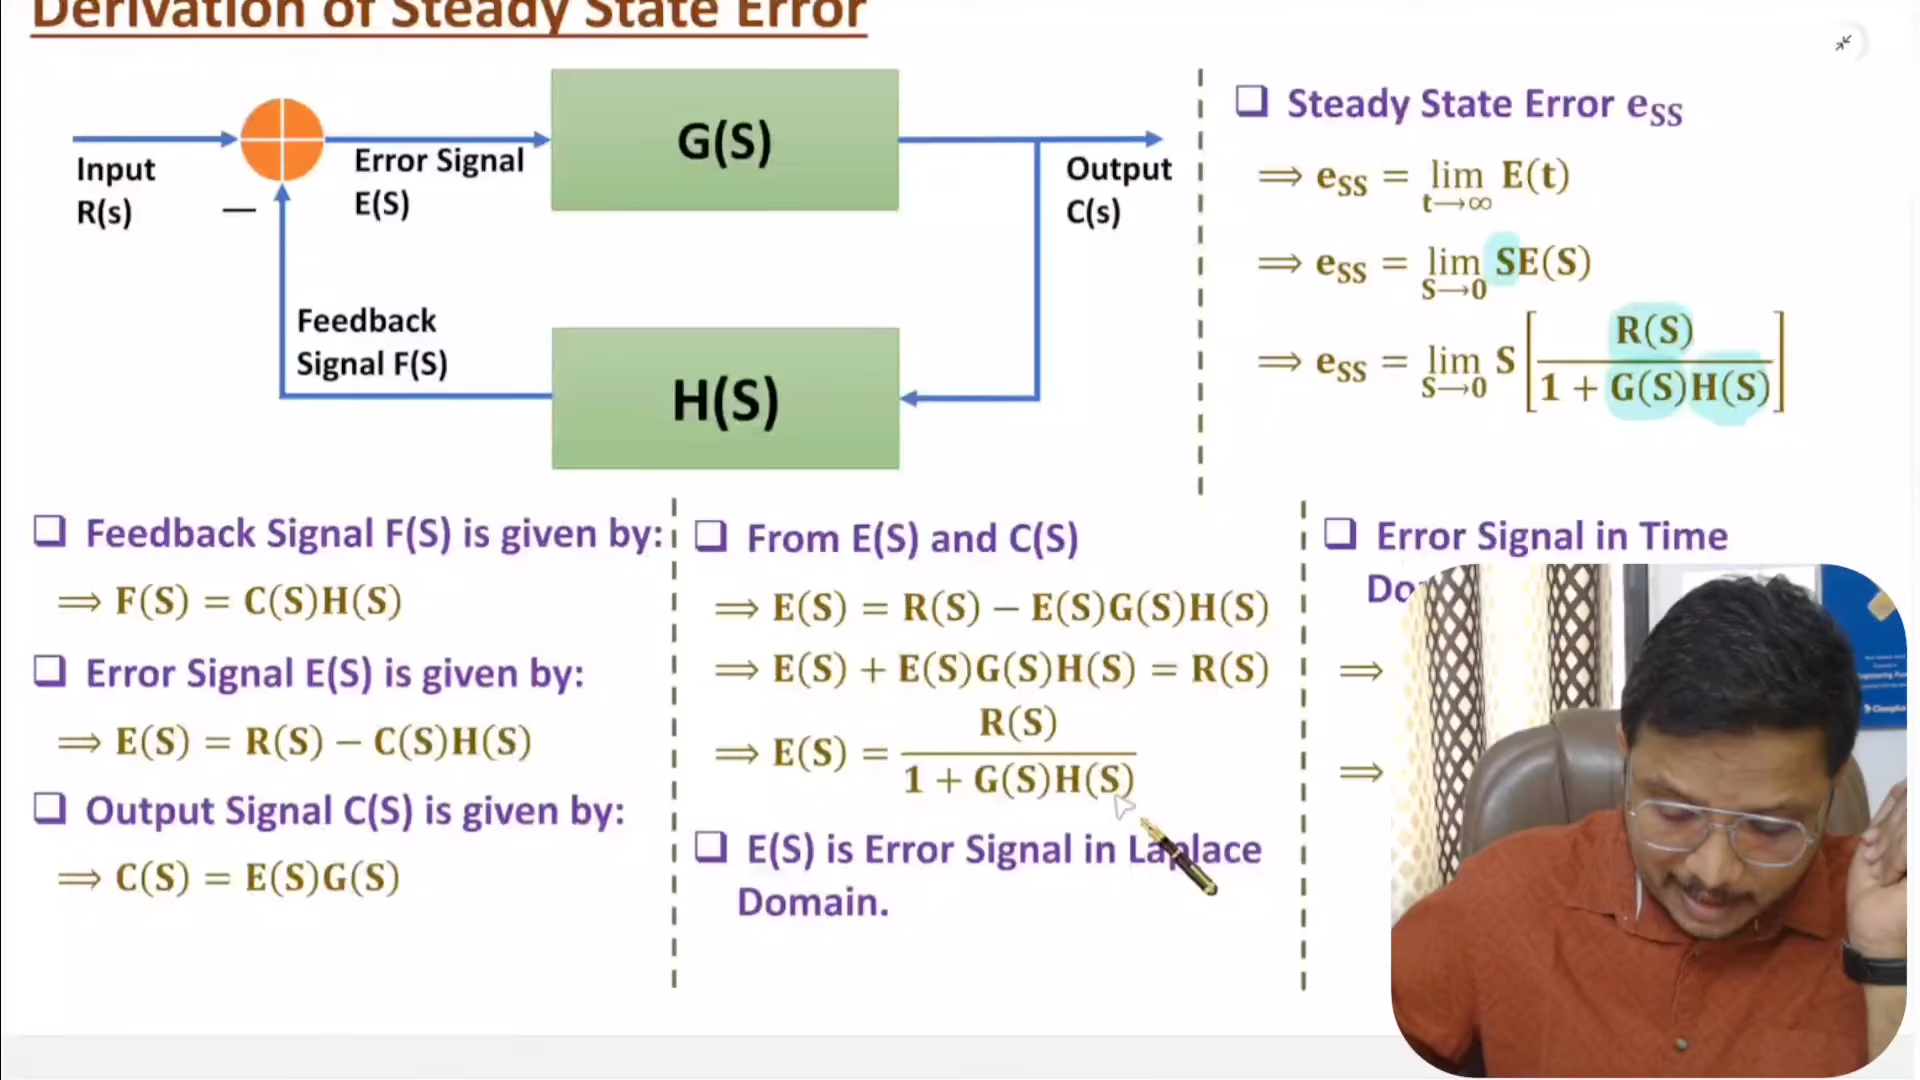 Derivation of Steady State Error
Input
R(s)
Error Signal
E(S)
G(S)
Output
C(s)
Feedback
Signal F(S)
H(S)
❑ Steady State Error eSS
⟹ eSS = lim t⟶∞ E(t)
⟹ eSS = lim S⟶0 SE(S)
⟹ eSS = lim S⟶0 S [ R(S) / 1 + G(S)H(S) ]
❑ Feedback Signal F(S) is given by:
⟹ F(S) = C(S)H(S)
❑ Error Signal E(S) is given by:
⟹ E(S) = R(S) − C(S)H(S)
❑ Output Signal C(S) is given by:
⟹ C(S) = E(S)G(S)
❑ From E(S) and C(S)
⟹ E(S) = R(S) − E(S)G(S)H(S)
⟹ E(S) + E(S)G(S)H(S) = R(S)
⟹ E(S) = R(S) / 1 + G(S)H(S)
❑ E(S) is Error Signal in Laplace
Domain.
❑ Error Signal in Time
Do
⟹
⟹